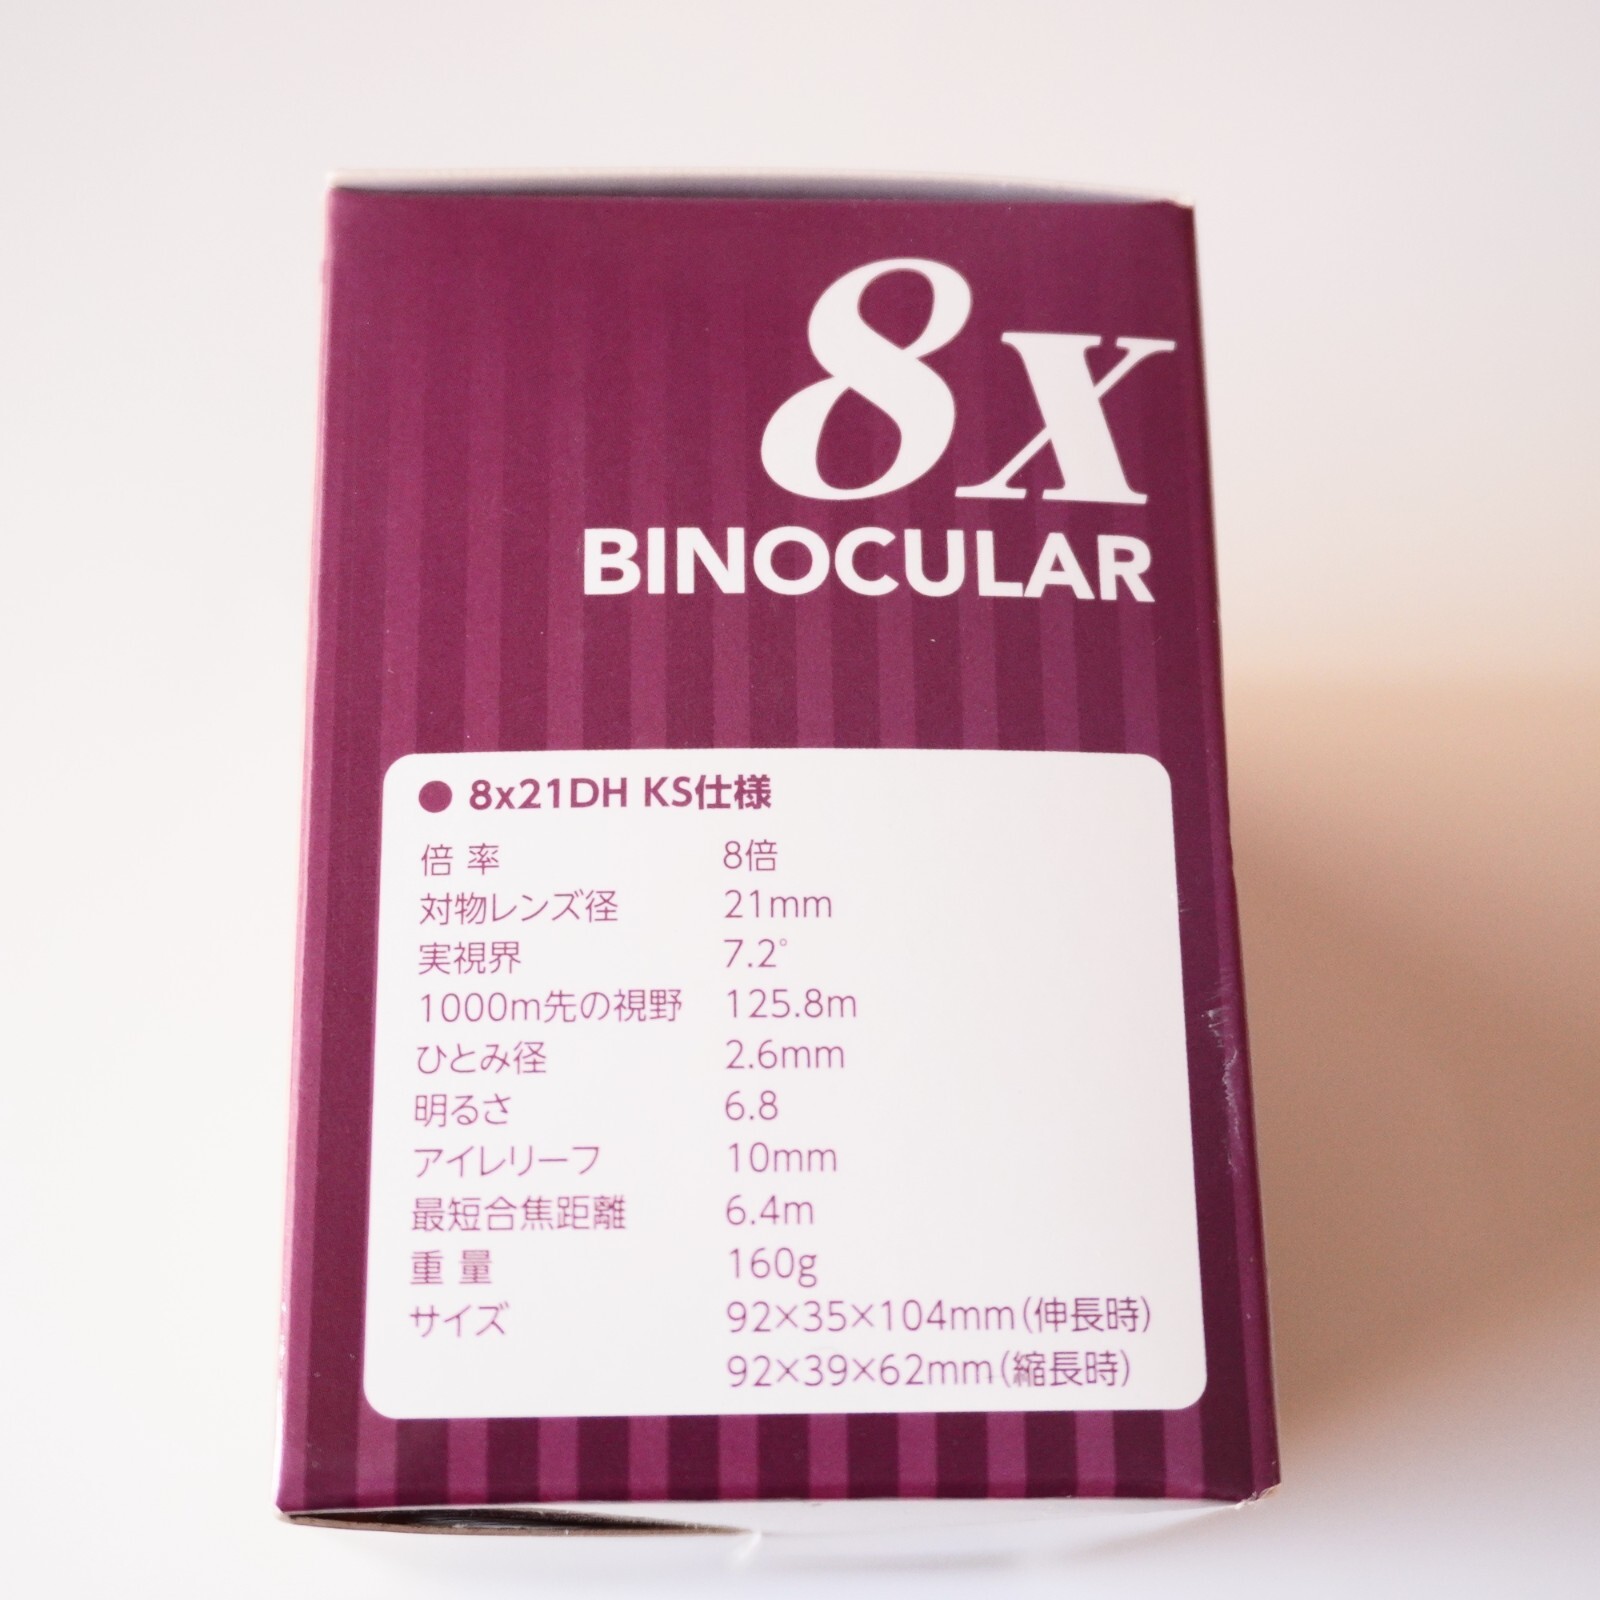 8x
BINOCULAR
● 8x21DH KS仕様
倍 率 8倍
対物レンズ径 21mm
実視界 7.2°
1000m先の視野 125.8m
ひとみ径 2.6mm
明るさ 6.8
アイレリーフ 10mm
最短合焦距離 6.4m
重 量 160g
サイズ 92×35×104mm(伸長時)
92×39×62mm(縮長時)